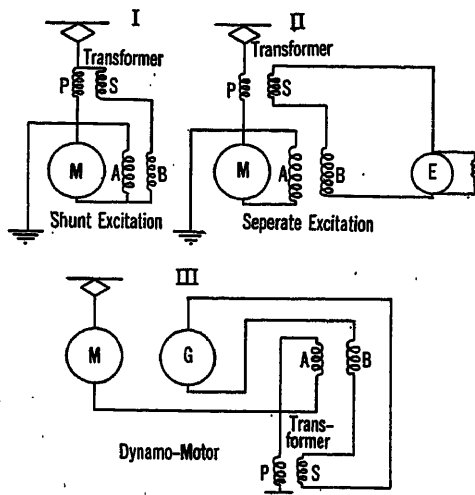 I
Transformer
P S
M A B
Shunt Excitation
II
Transformer
P S
M A B E
Seperate Excitation
III
M G A B
Trans-
former
P S
Dynamo-Motor